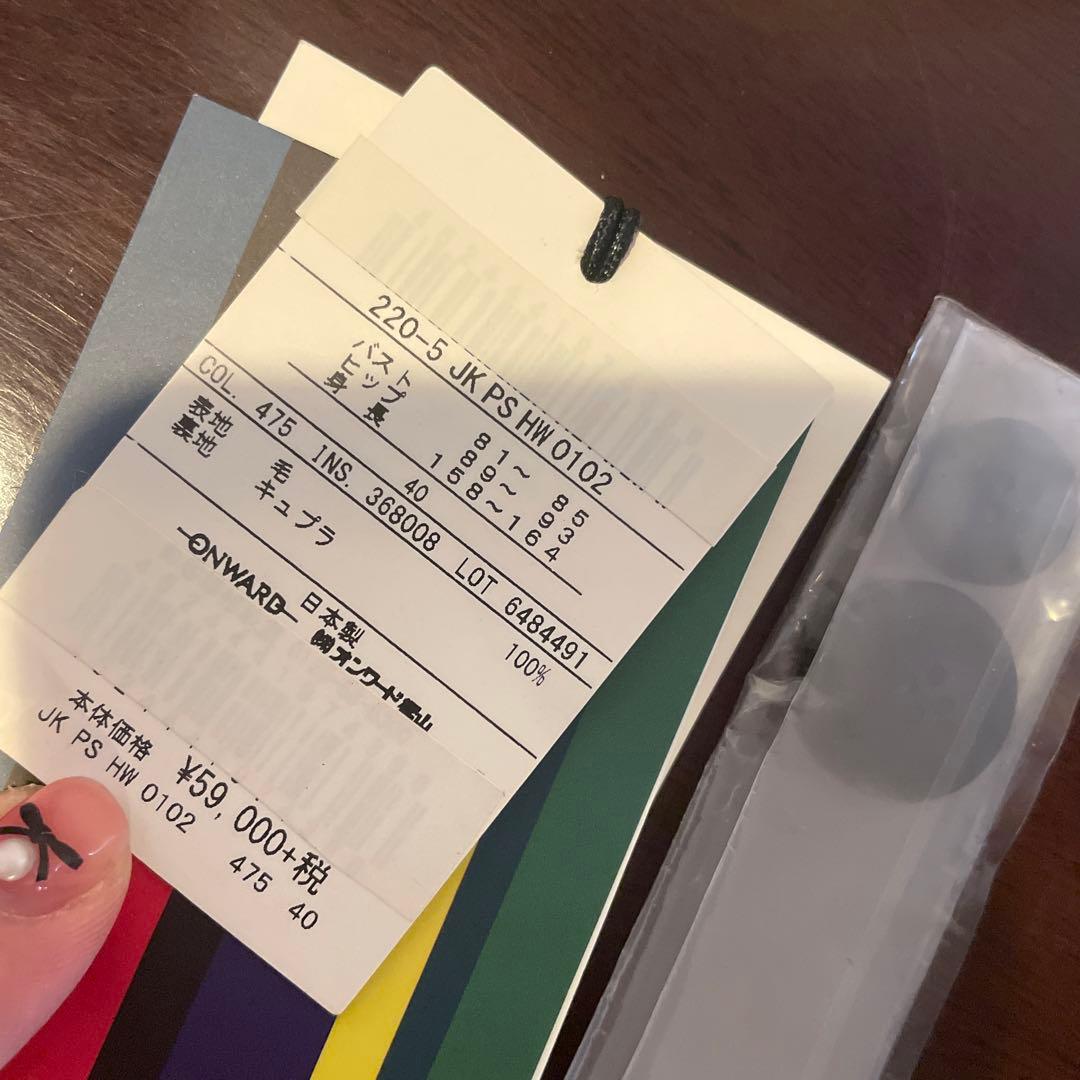 220-5 JK PS HW 0102
バスト 81～ 85
ヒップ 89～ 93
身長 158～164
40
COL. 475 INS. 368008 LOT 6484491
表地 毛 100%
裏地 キュプラ
日本製
ONWARD ㈱オンワード樫山
本体価格 ¥59,000+税
JK PS HW 0102 475 40